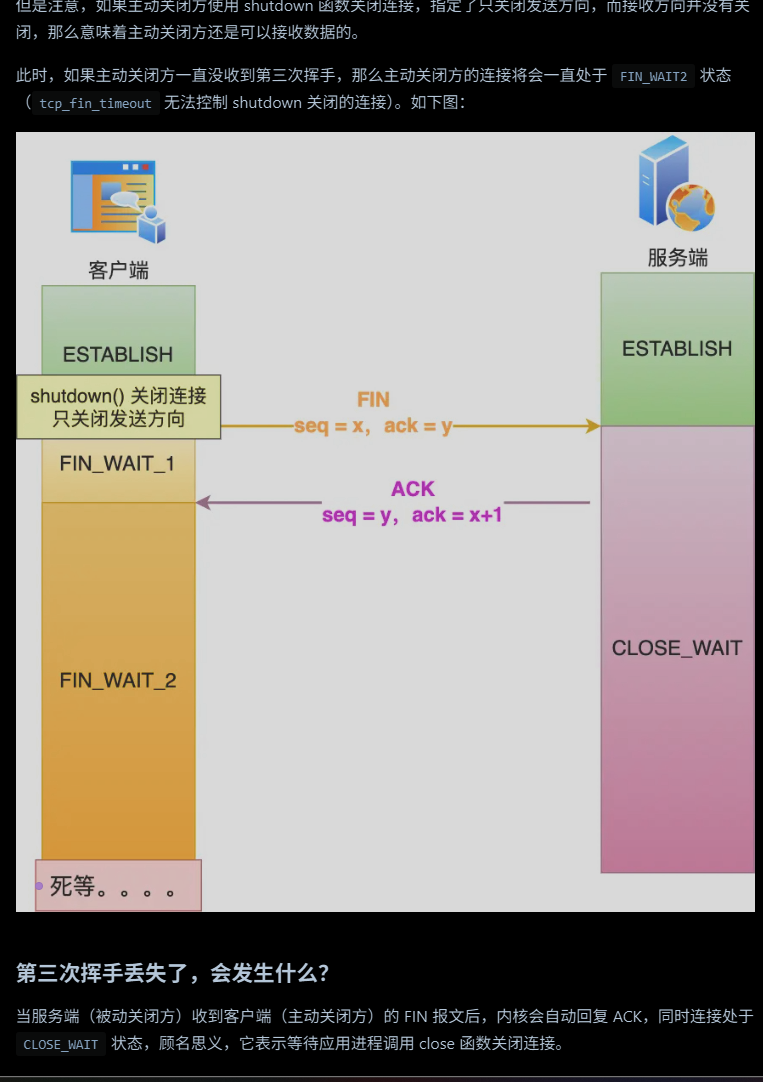 但是注意，如果主动关闭方使用 shutdown 函数关闭连接，指定了只关闭发送方向，而接收方向并没有关
闭，那么意味着主动关闭方还是可以接收数据的。
此时，如果主动关闭方一直没收到第三次挥手，那么主动关闭方的连接将会一直处于 FIN_WAIT2 状态
（ tcp_fin_timeout 无法控制 shutdown 关闭的连接）。如下图：
客户端
服务端
ESTABLISH
ESTABLISH
shutdown() 关闭连接
只关闭发送方向
FIN
seq = x，ack = y
FIN_WAIT_1
ACK
seq = y，ack = x+1
CLOSE_WAIT
FIN_WAIT_2
死等。。。。
第三次挥手丢失了，会发生什么？
当服务端（被动关闭方）收到客户端（主动关闭方）的 FIN 报文后，内核会自动回复 ACK，同时连接处于
CLOSE_WAIT 状态，顾名思义，它表示等待应用进程调用 close 函数关闭连接。